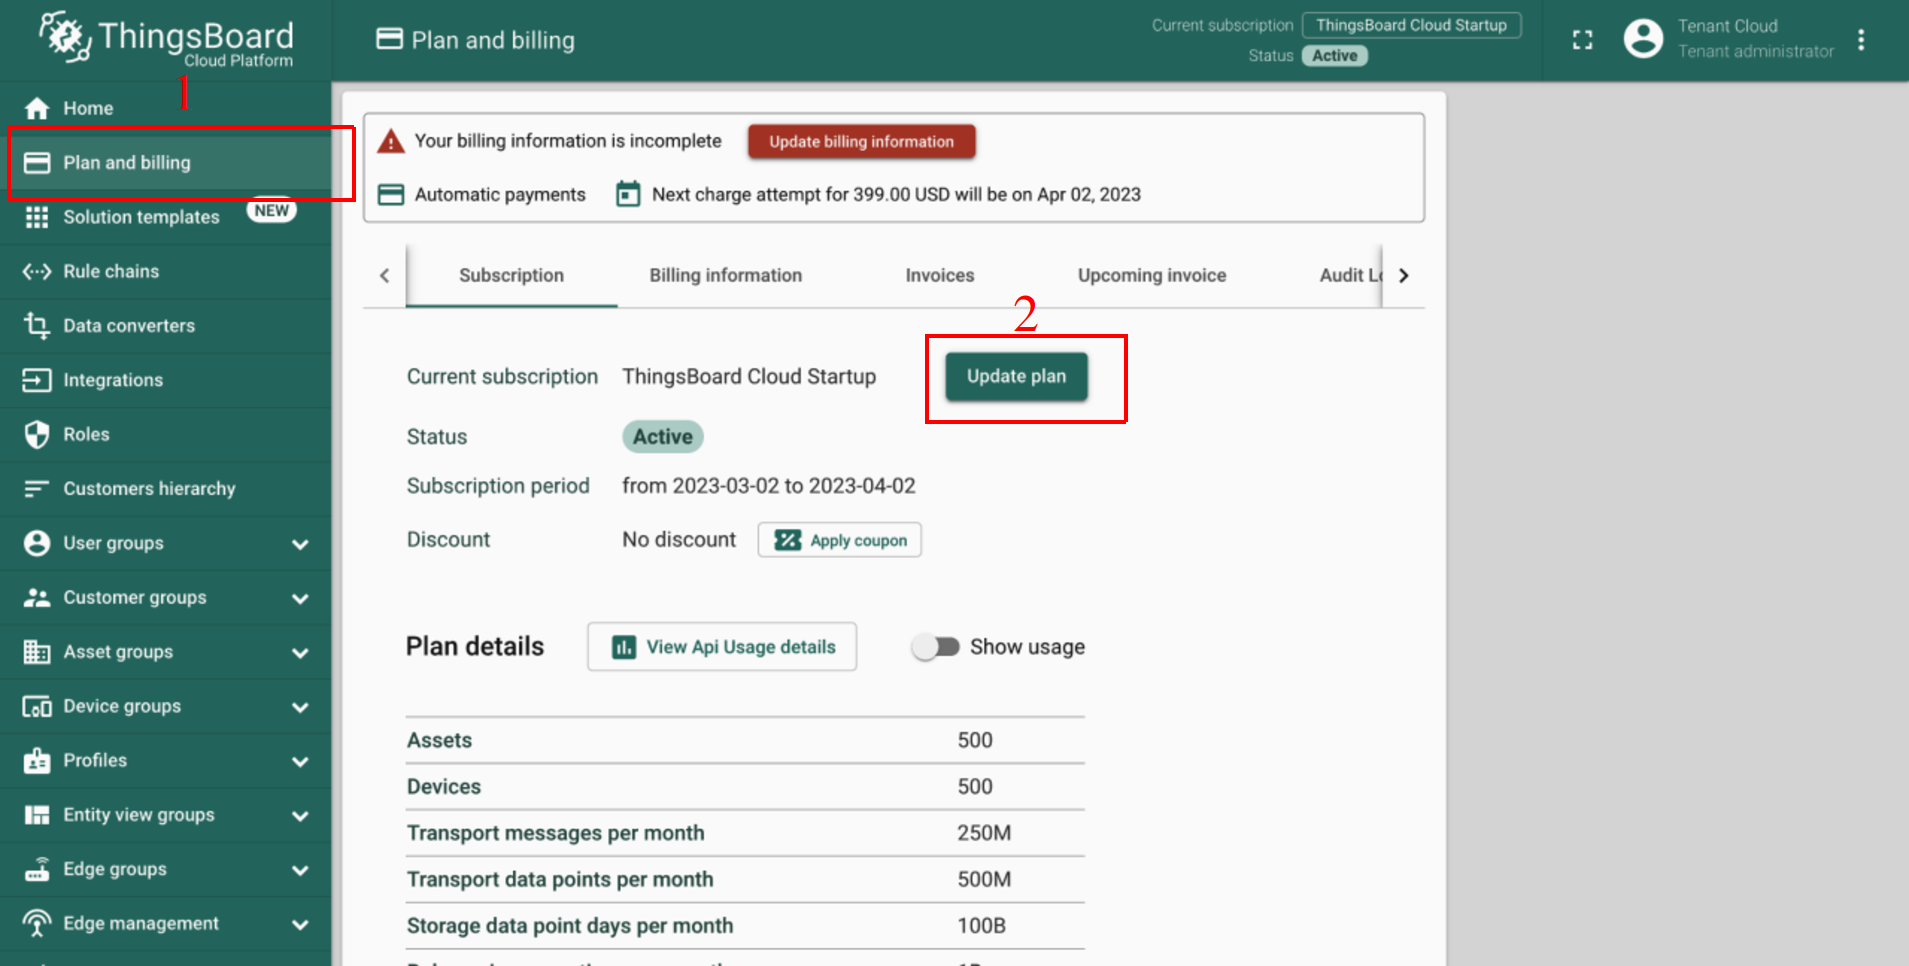 ThingsBoard
Cloud Platform
Plan and billing
Current subscription ThingsBoard Cloud Startup
Status Active
Tenant Cloud
Tenant administrator
1
Home
Plan and billing
Solution templates NEW
Rule chains
Data converters
Integrations
Roles
Customers hierarchy
User groups
Customer groups
Asset groups
Device groups
Profiles
Entity view groups
Edge groups
Edge management
Your billing information is incomplete Update billing information
Automatic payments Next charge attempt for 399.00 USD will be on Apr 02, 2023
Subscription Billing information Invoices Upcoming invoice Audit
2
Current subscription ThingsBoard Cloud Startup Update plan
Status Active
Subscription period from 2023-03-02 to 2023-04-02
Discount No discount Apply coupon
Plan details View Api Usage details Show usage
Assets 500
Devices 500
Transport messages per month 250M
Transport data points per month 500M
Storage data point days per month 100B